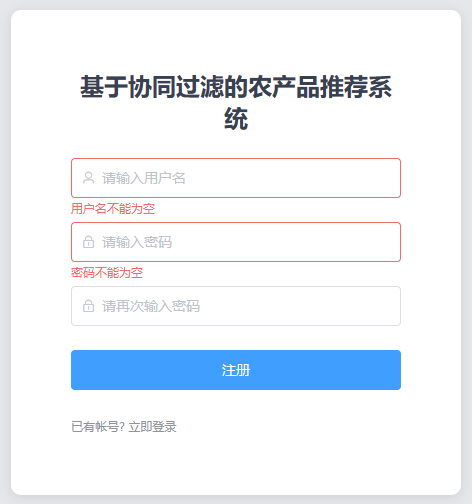 基于协同过滤的农产品推荐系
统
请输入用户名
用户名不能为空
请输入密码
密码不能为空
请再次输入密码
注册
已有帐号? 立即登录